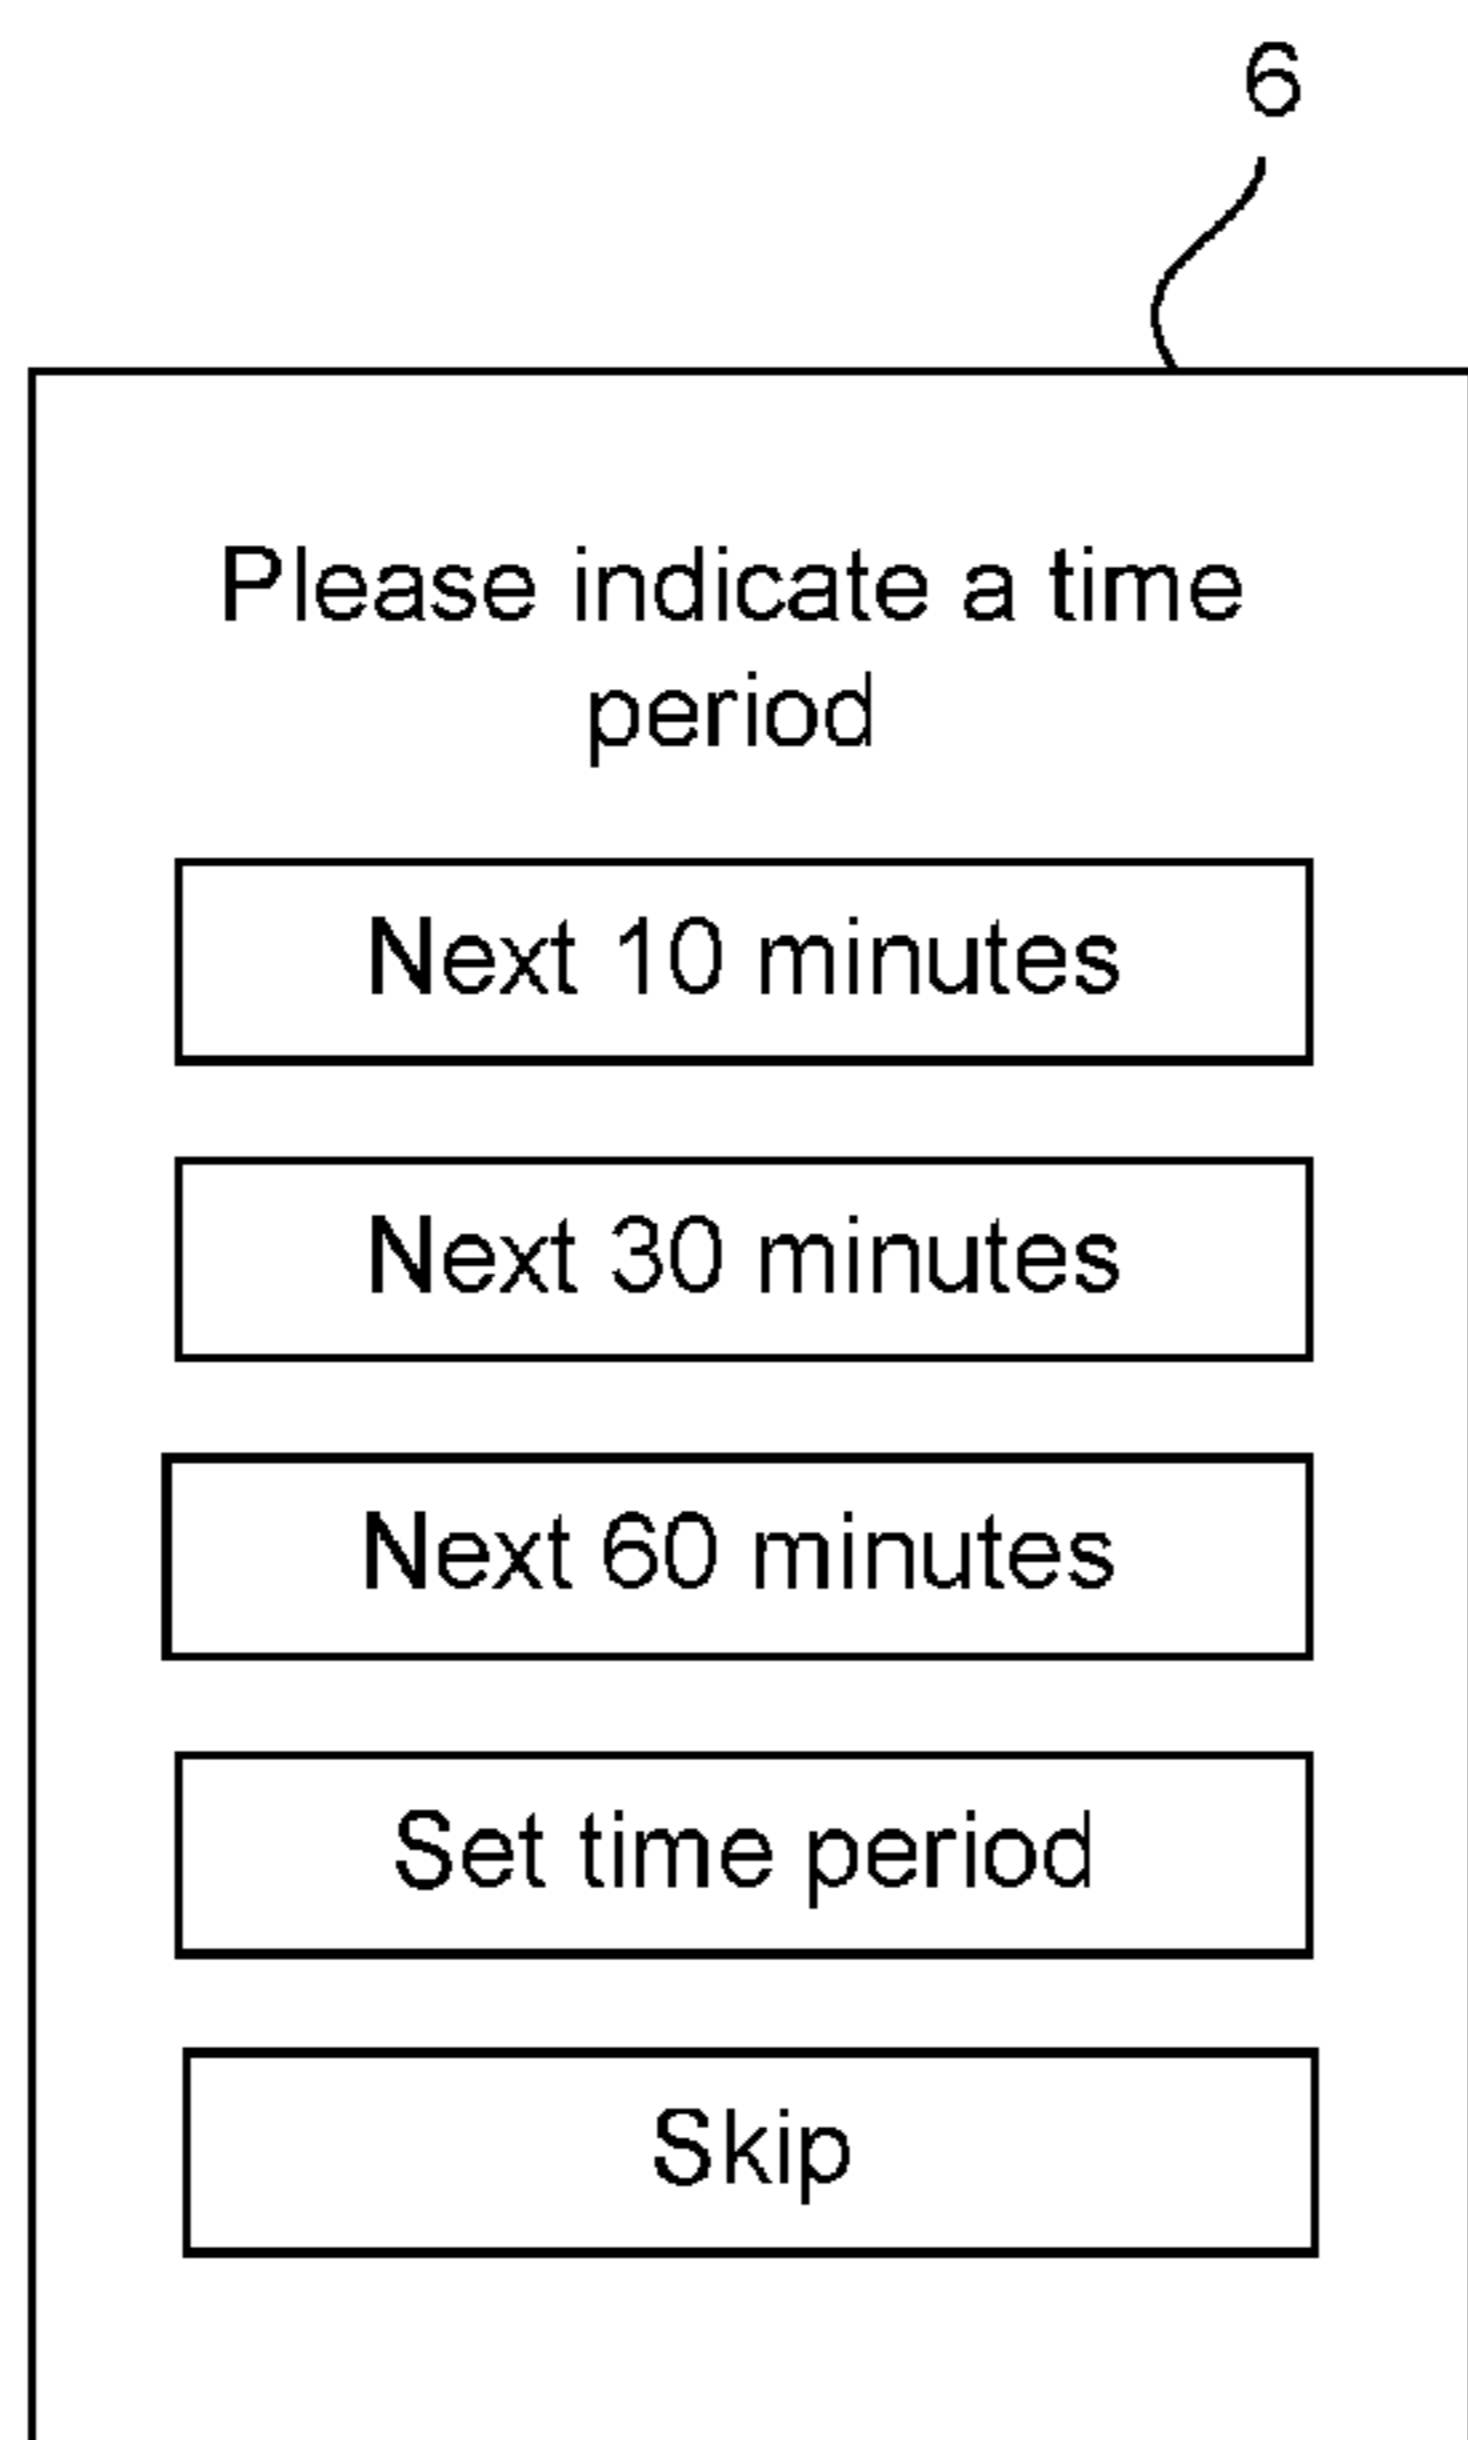 6
Please indicate a time
period
Next 10 minutes
Next 30 minutes
Next 60 minutes
Set time period
Skip